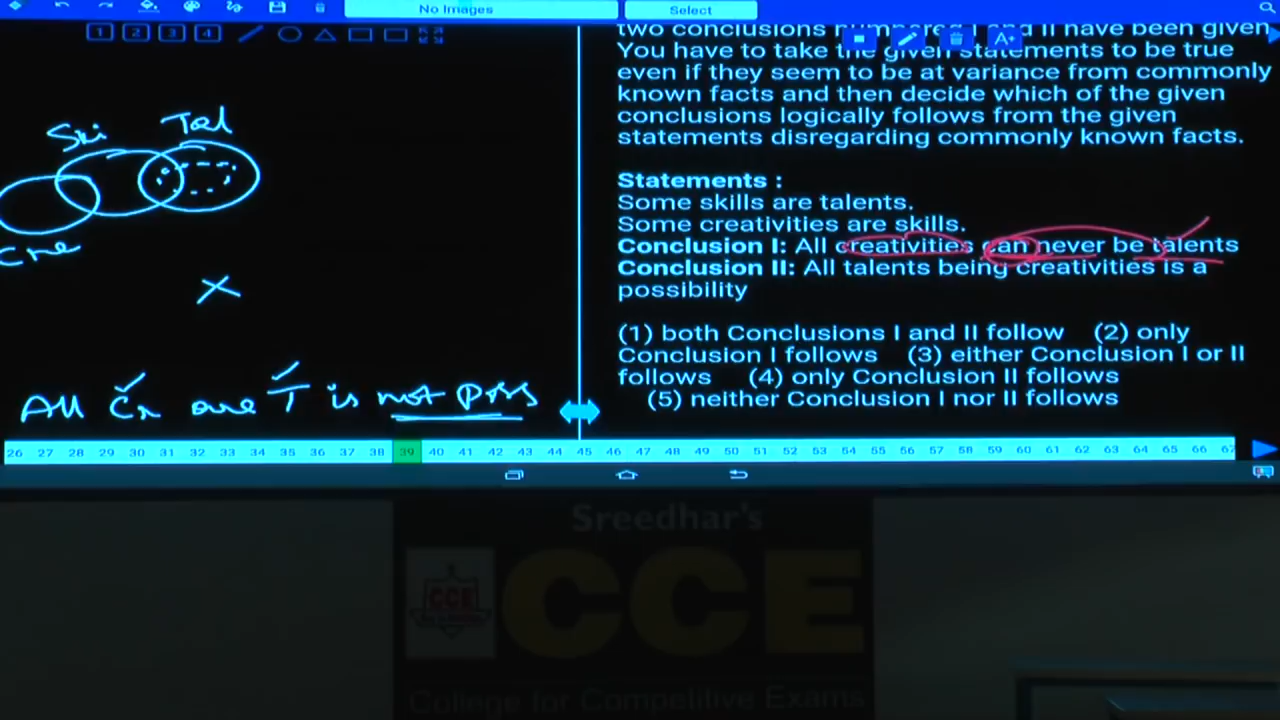 No Images
Select
1 2 3 4
A+
two conclusions numbered I and II have been given
You have to take the given statements to be true
even if they seem to be at variance from commonly
known facts and then decide which of the given
conclusions logically follows from the given
statements disregarding commonly known facts.
Statements :
Some skills are talents.
Some creativities are skills.
Conclusion I: All creativities can never be talents
Conclusion II: All talents being creativities is a
possibility
(1) both Conclusions I and II follow (2) only
Conclusion I follows (3) either Conclusion I or II
follows (4) only Conclusion II follows
(5) neither Conclusion I nor II follows
Ski Tal
Cre
All Cr are T is not poss
26 27 28 29 30 31 32 33 34 35 36 37 38 39 40 41 42 43 44 45 46 47 48 49 50 51 52 53 54 55 56 57 58 59 60 61 62 63 64 65 66 67
Sreedhar's
CCE
CCE
College for Competitive Exams